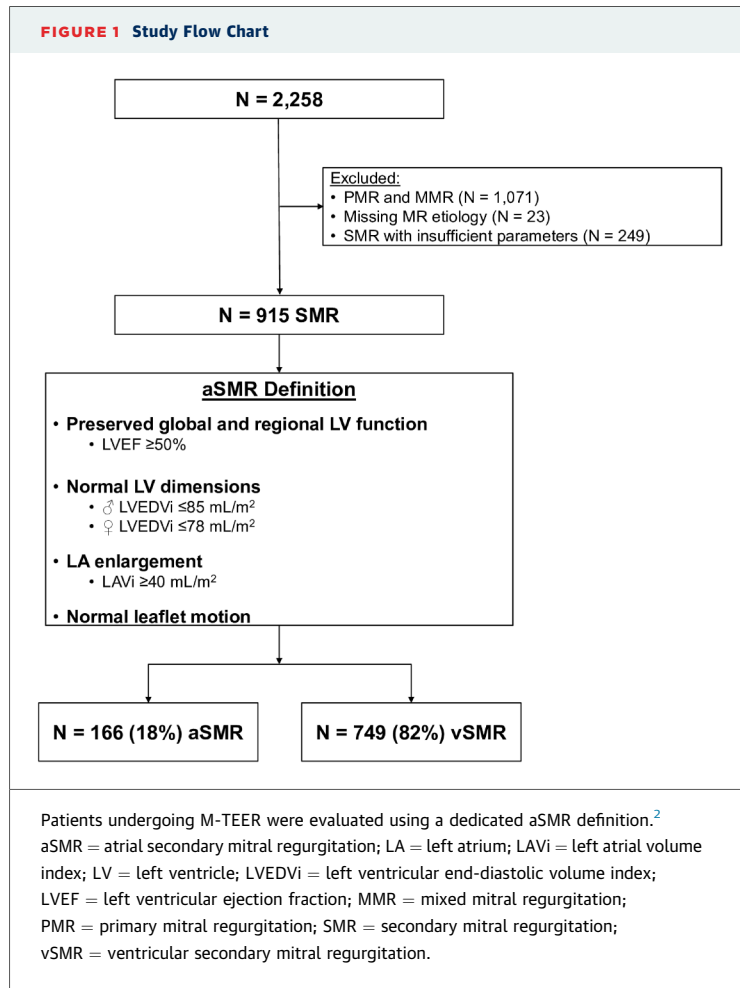 FIGURE 1 Study Flow Chart
N = 2,258
Excluded:
• PMR and MMR (N = 1,071)
• Missing MR etiology (N = 23)
• SMR with insufficient parameters (N = 249)
N = 915 SMR
aSMR Definition
• Preserved global and regional LV function
• LVEF ≥50%
• Normal LV dimensions
• ♂ LVEDVi ≤85 mL/m²
• ♀ LVEDVi ≤78 mL/m²
• LA enlargement
• LAVi ≥40 mL/m²
• Normal leaflet motion
N = 166 (18%) aSMR
N = 749 (82%) vSMR
Patients undergoing M-TEER were evaluated using a dedicated aSMR definition.²
aSMR = atrial secondary mitral regurgitation; LA = left atrium; LAVi = left atrial volume
index; LV = left ventricle; LVEDVi = left ventricular end-diastolic volume index;
LVEF = left ventricular ejection fraction; MMR = mixed mitral regurgitation;
PMR = primary mitral regurgitation; SMR = secondary mitral regurgitation;
vSMR = ventricular secondary mitral regurgitation.